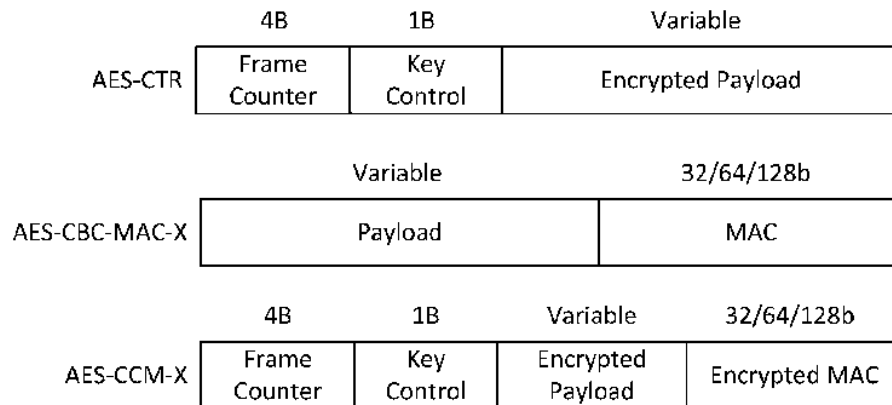 4B 1B Variable
AES-CTR Frame Counter Key Control Encrypted Payload
Variable 32/64/128b
AES-CBC-MAC-X Payload MAC
4B 1B Variable 32/64/128b
AES-CCM-X Frame Counter Key Control Encrypted Payload Encrypted MAC